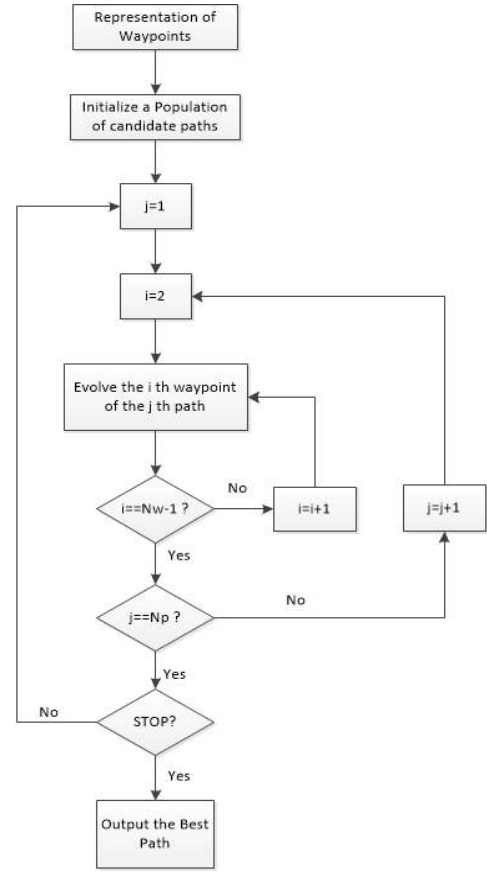 Representation of
Waypoints
Initialize a Population
of candidate paths
j=1
i=2
Evolve the i th waypoint
of the j th path
i==Nw-1 ?
No
i=i+1
j=j+1
Yes
j==Np ?
No
Yes
STOP?
No
Yes
Output the Best
Path